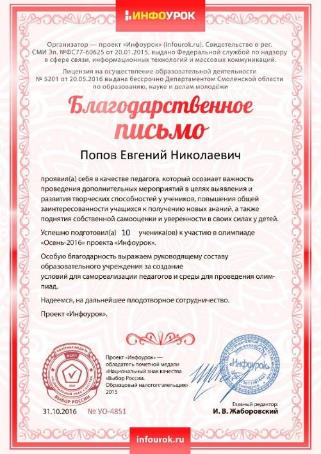 ИНФОУРОК
Организатор — проект «Инфоурок» (infourok.ru). Свидетельство о рег.
СМИ Эл. №ФС77-60625 от 20.01.2015, выдано Федеральной службой по надзору
в сфере связи, информационных технологий и массовых коммуникаций.
Лицензия на осуществление образовательной деятельности
№ 5201 от 20.05.2016 выдана бессрочно Департаментом Смоленской области
по образованию, науке и делам молодёжи
Благодарственное
письмо
Попов Евгений Николаевич
проявил(а) себя в качестве педагога, который осознает важность
проведения дополнительных мероприятий в целях выявления и
развития творческих способностей у учеников, повышения общей
заинтересованности учащихся к получению новых знаний, а также
поднятия собственной самооценки и уверенности в своих силах у детей.
Успешно подготовил(а) 10 ученика(ов) к участию в олимпиаде
«Осень-2016» проекта «Инфоурок».
Особую благодарность выражаем руководящему составу
образовательного учреждения за создание
условий для самореализации педагогов и среды для проведения олим-
пиад.
Надеемся, на дальнейшее плодотворное сотрудничество.
Проект «Инфоурок».
Проект «Инфоурок» —
обладатель почетной медали
«Национальный знак качества
«Выбор России.
Образцовый налогоплательщик»
2015
ВЫБОР РОССИИ
«Инфоурок»
31.10.2016 № УО-4851
Главный редактор:
И. В. Жаборовский
infourok.ru